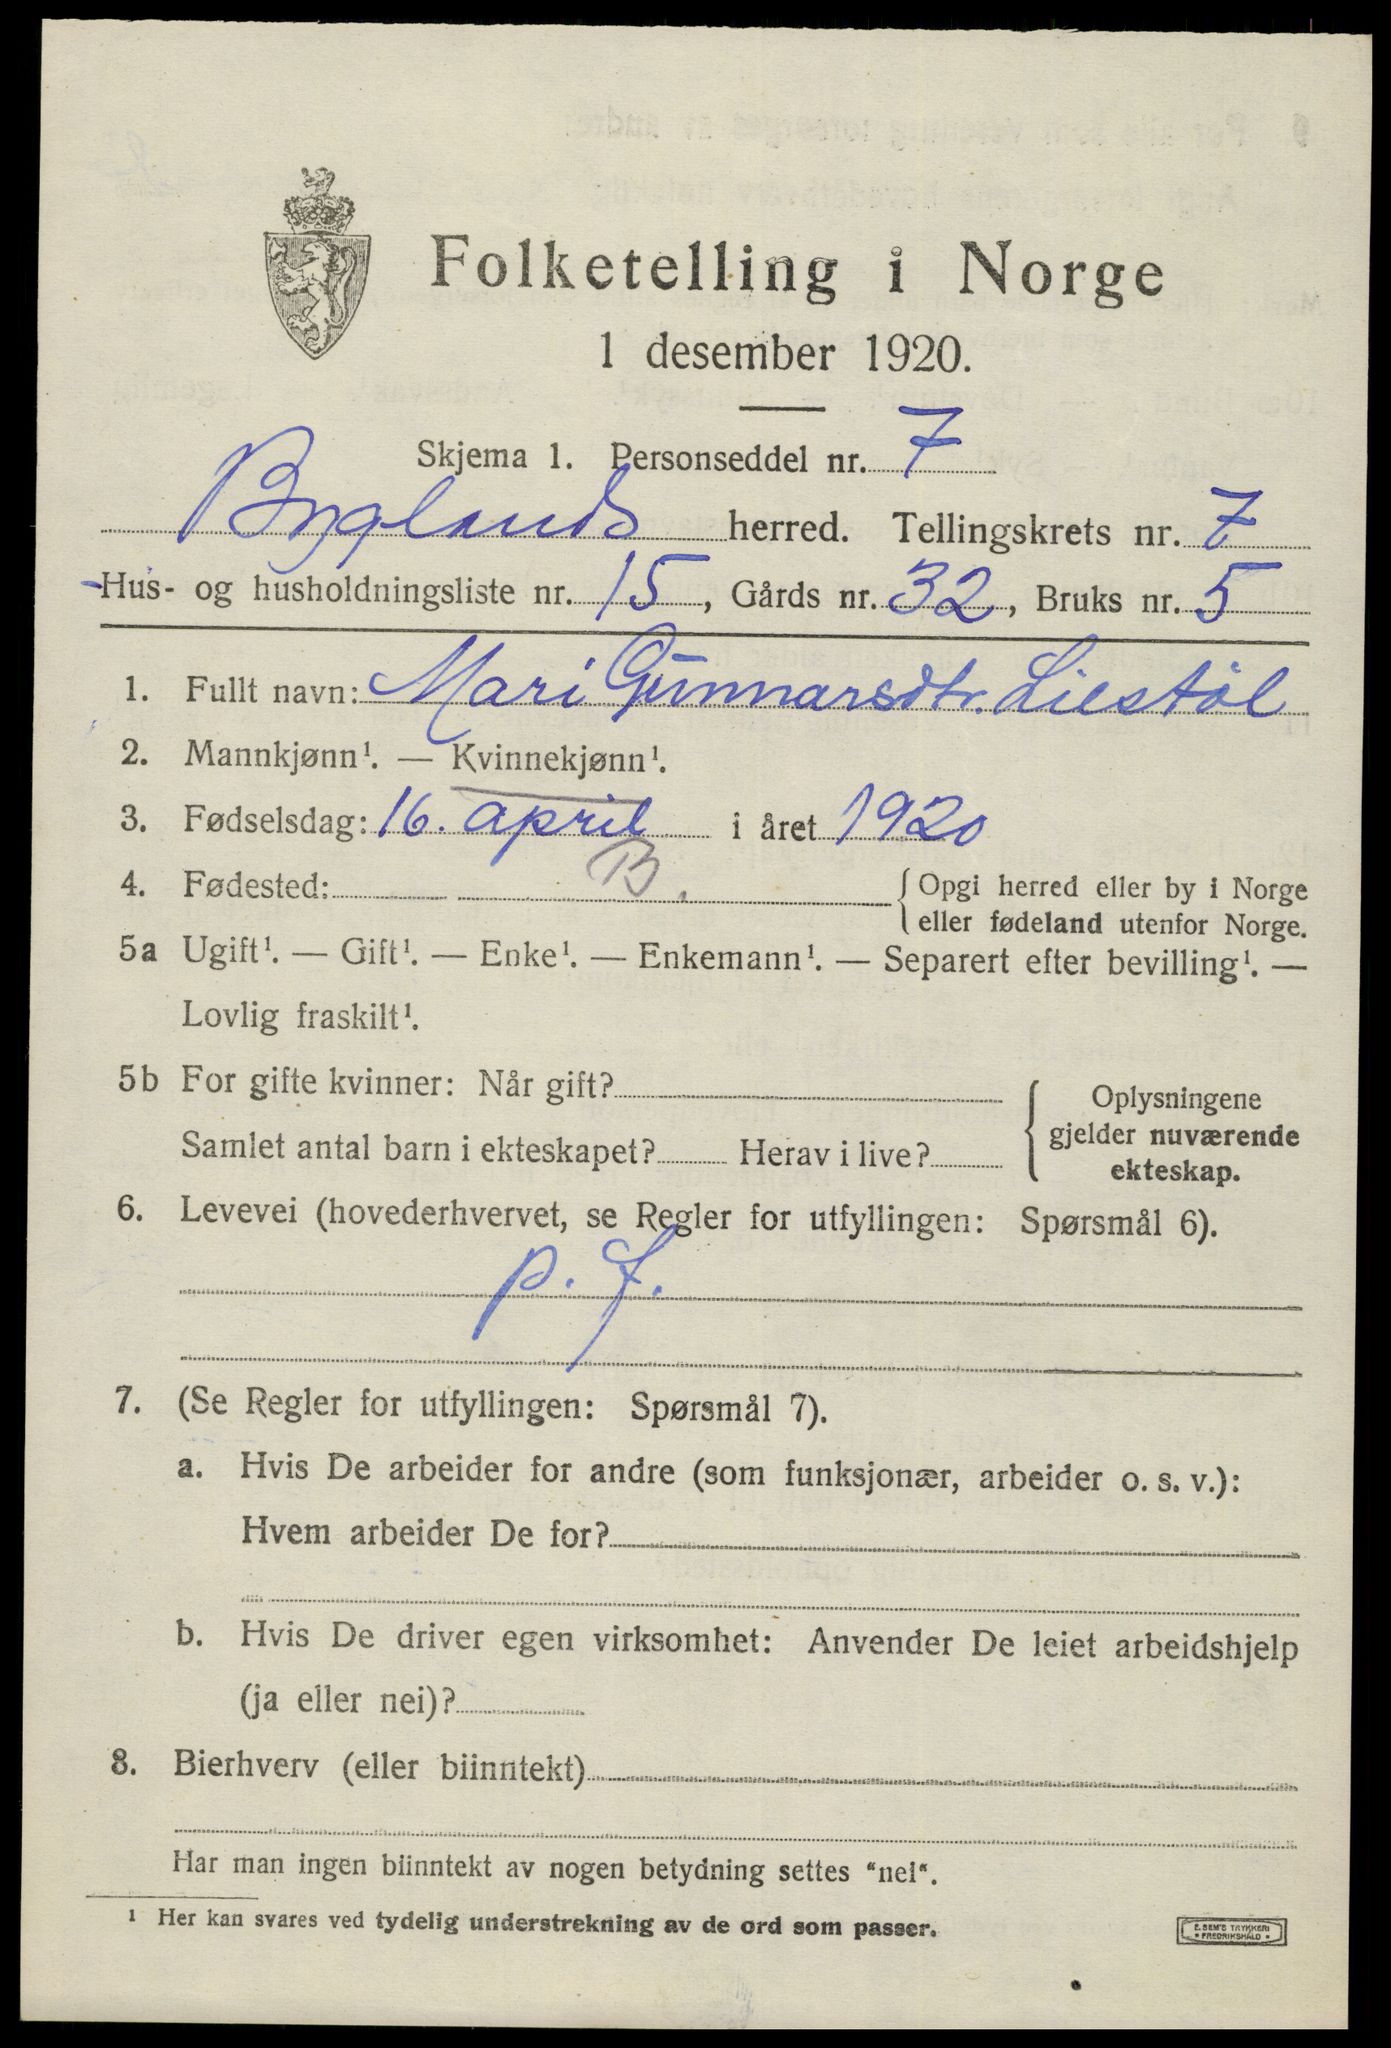 Folketelling i Norge
1 desember 1920.
Skjema 1. Personseddel nr. 7
Byglands herred. Tellingskrets nr. 7
Hus- og husholdningsliste nr. 15, Gårds nr. 32, Bruks nr. 5
1. Fullt navn: Mari Gunnarsdtr. Liestöl
2. Mannkjønn¹. — Kvinnekjønn¹.
3. Fødselsdag: 16. april i året 1920
4. Fødested: B. Opgi herred eller by i Norge
eller fødeland utenfor Norge.
5a Ugift¹. — Gift¹. — Enke¹. — Enkemann¹. — Separert efter bevilling¹. —
Lovlig fraskilt¹.
5b For gifte kvinner: Når gift?
Samlet antal barn i ekteskapet? Herav i live?
Oplysningene
gjelder nuværende
ekteskap.
6. Levevei (hovederhvervet, se Regler for utfyllingen: Spørsmål 6).
p. f.
7. (Se Regler for utfyllingen: Spørsmål 7).
a. Hvis De arbeider for andre (som funksjonær, arbeider o. s. v.):
Hvem arbeider De for?
b. Hvis De driver egen virksomhet: Anvender De leiet arbeidshjelp
(ja eller nei)?
8. Bierhverv (eller biinntekt)
Har man ingen biinntekt av nogen betydning settes "nei".
¹ Her kan svares ved tydelig understrekning av de ord som passer.
E. SEM'S TRYKKERI
FREDRIKSHALD